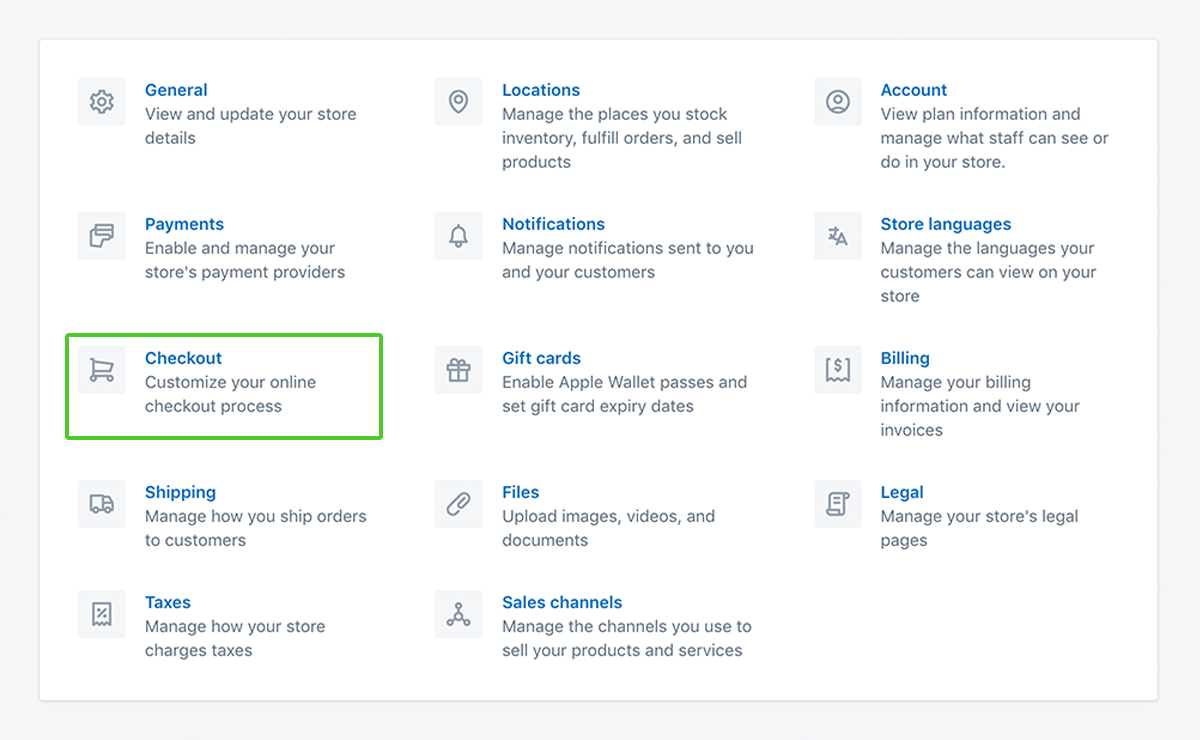 General
View and update your store
details
Locations
Manage the places you stock
inventory, fulfill orders, and sell
products
Account
View plan information and
manage what staff can see or
do in your store.
Payments
Enable and manage your
store's payment providers
Notifications
Manage notifications sent to you
and your customers
Store languages
Manage the languages your
customers can view on your
store
Checkout
Customize your online
checkout process
Gift cards
Enable Apple Wallet passes and
set gift card expiry dates
Billing
Manage your billing
information and view your
invoices
Shipping
Manage how you ship orders
to customers
Files
Upload images, videos, and
documents
Legal
Manage your store's legal
pages
Taxes
Manage how your store
charges taxes
Sales channels
Manage the channels you use to
sell your products and services